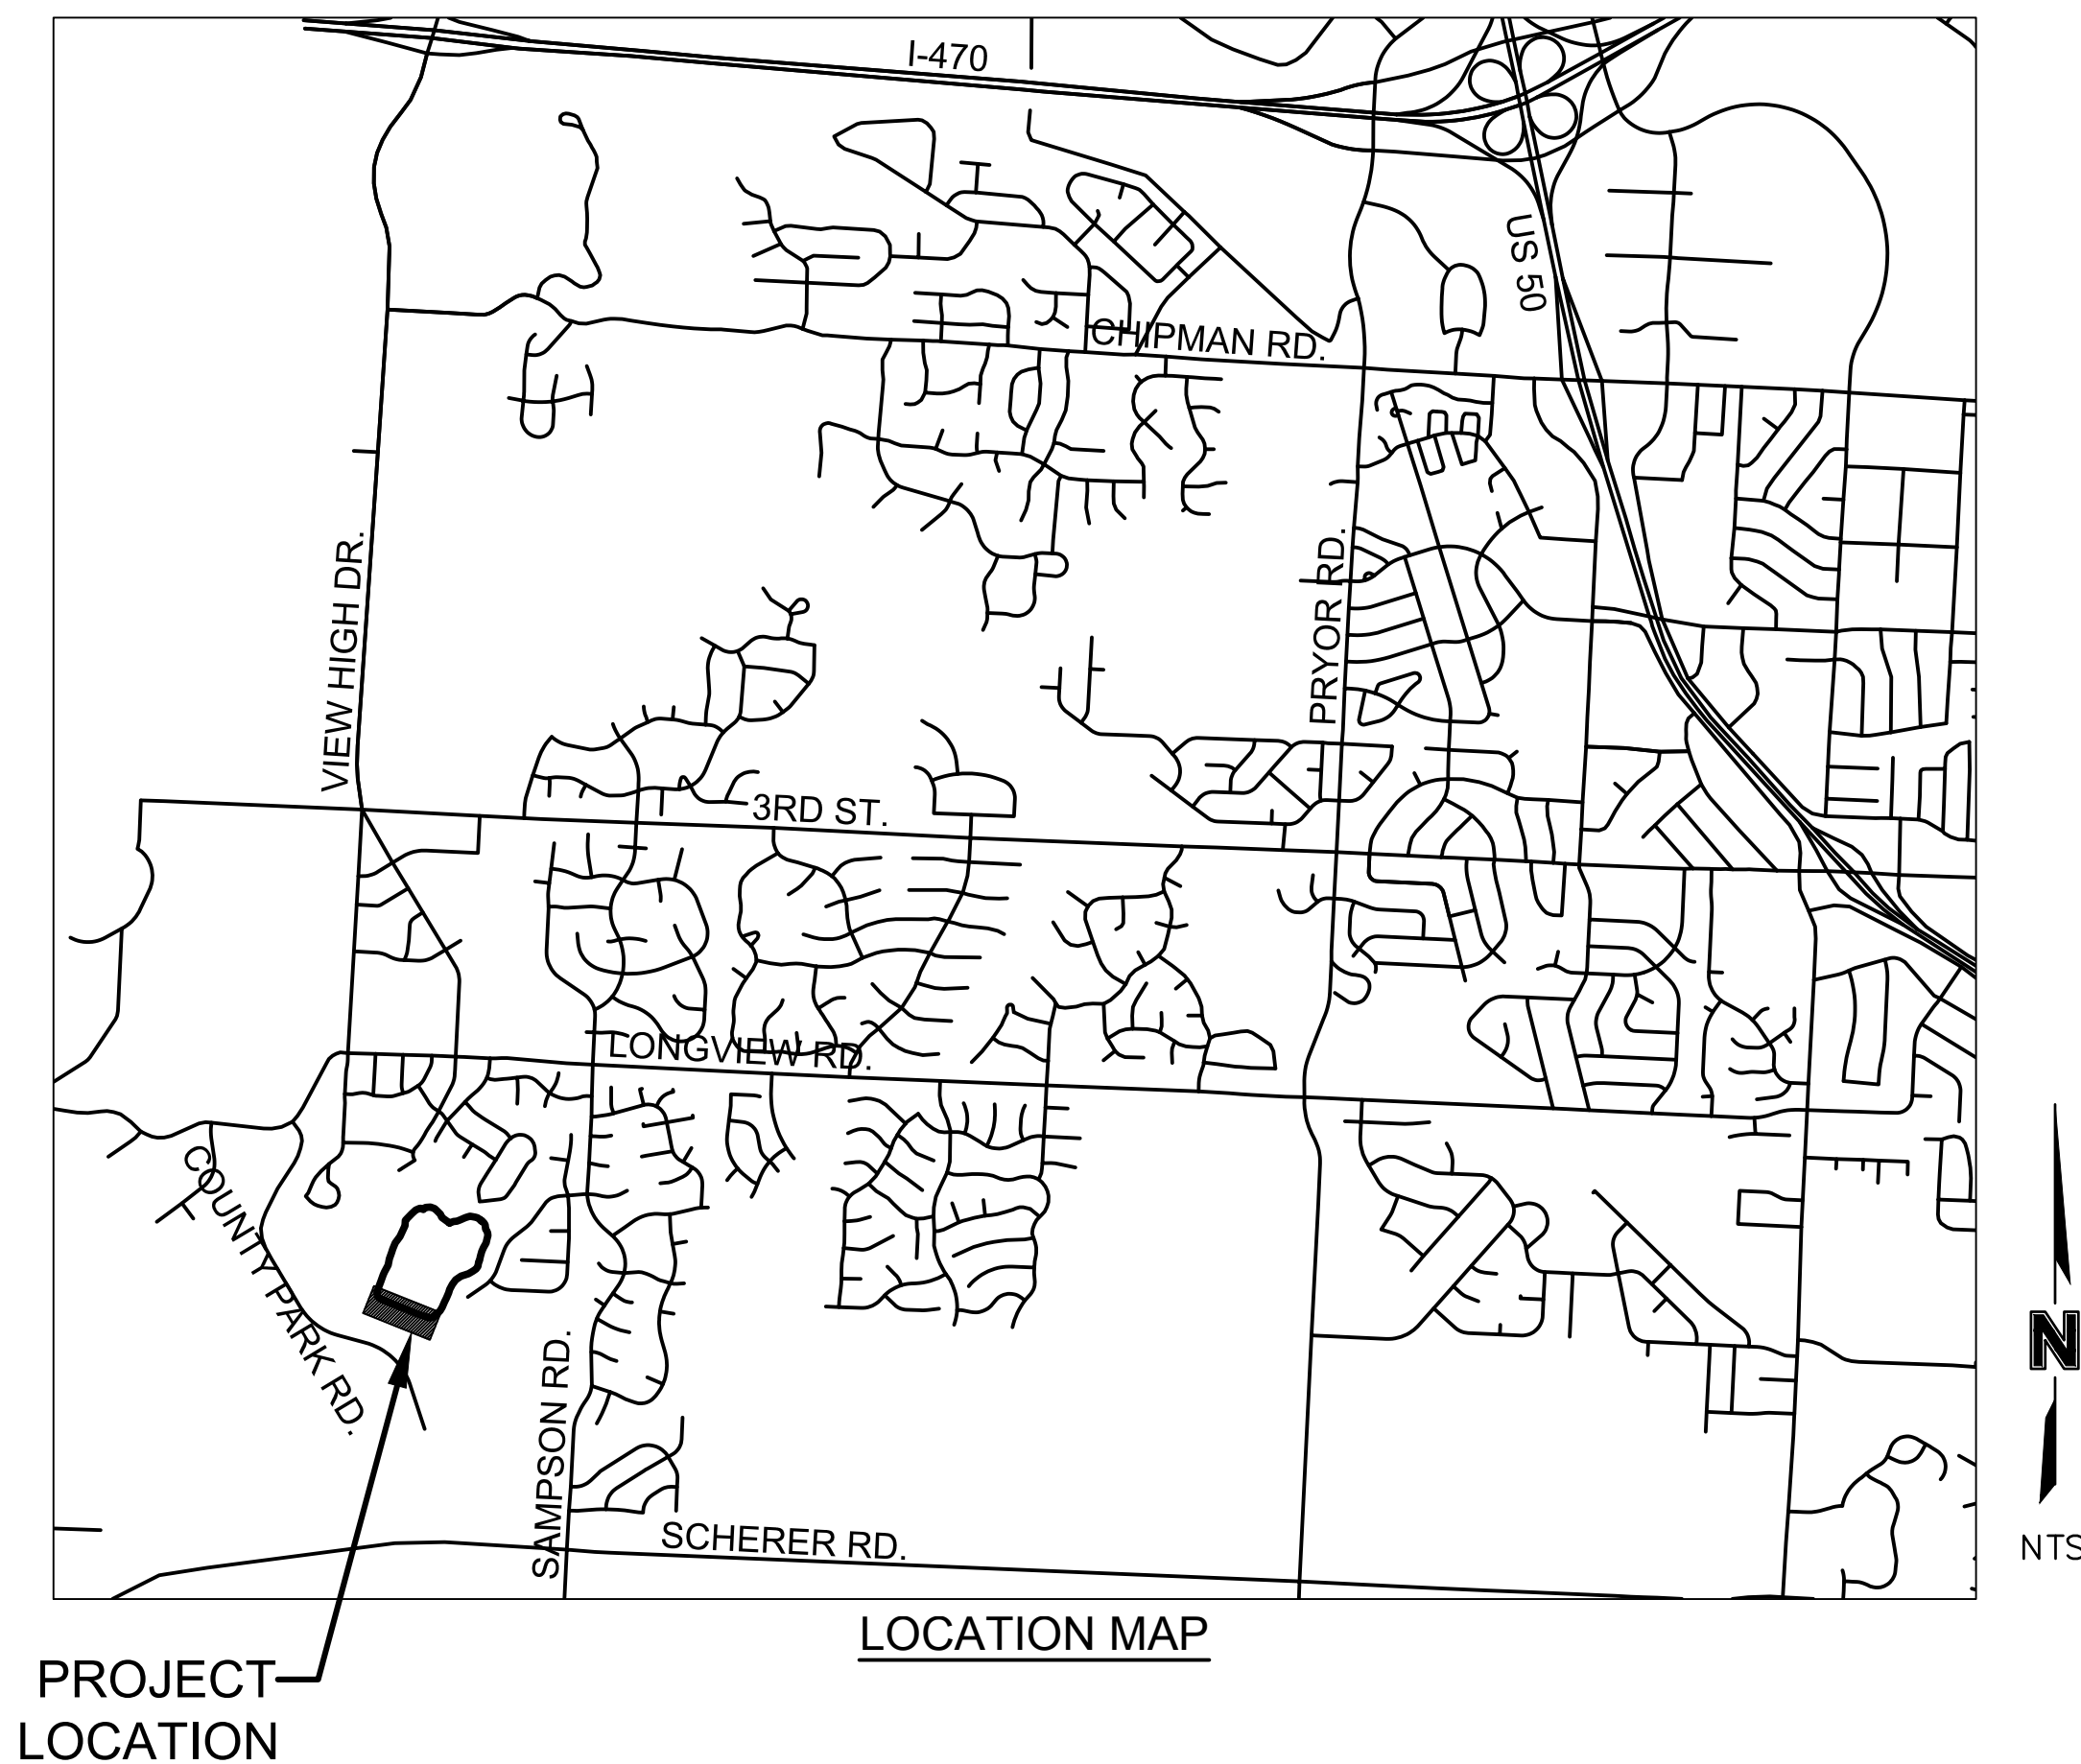 I-470
US 50
CHIPMAN RD.
VIEW HIGH DR.
PRYOR RD.
3RD ST.
LONGVIEW RD.
COUNTY PARK RD.
SAMPSON RD.
SCHERER RD.
N
NTS
LOCATION MAP
PROJECT
LOCATION